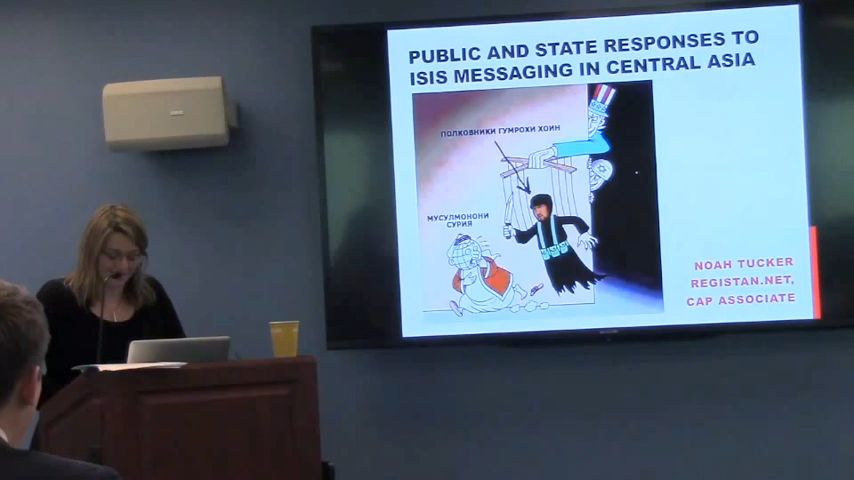 PUBLIC AND STATE RESPONSES TO
ISIS MESSAGING IN CENTRAL ASIA
ПОЛКОВНИКИ ГУМРОХИ ХОИН
МУСУЛМОНОНИ
СУРИЯ
NOAH TUCKER
REGISTAN.NET,
CAP ASSOCIATE